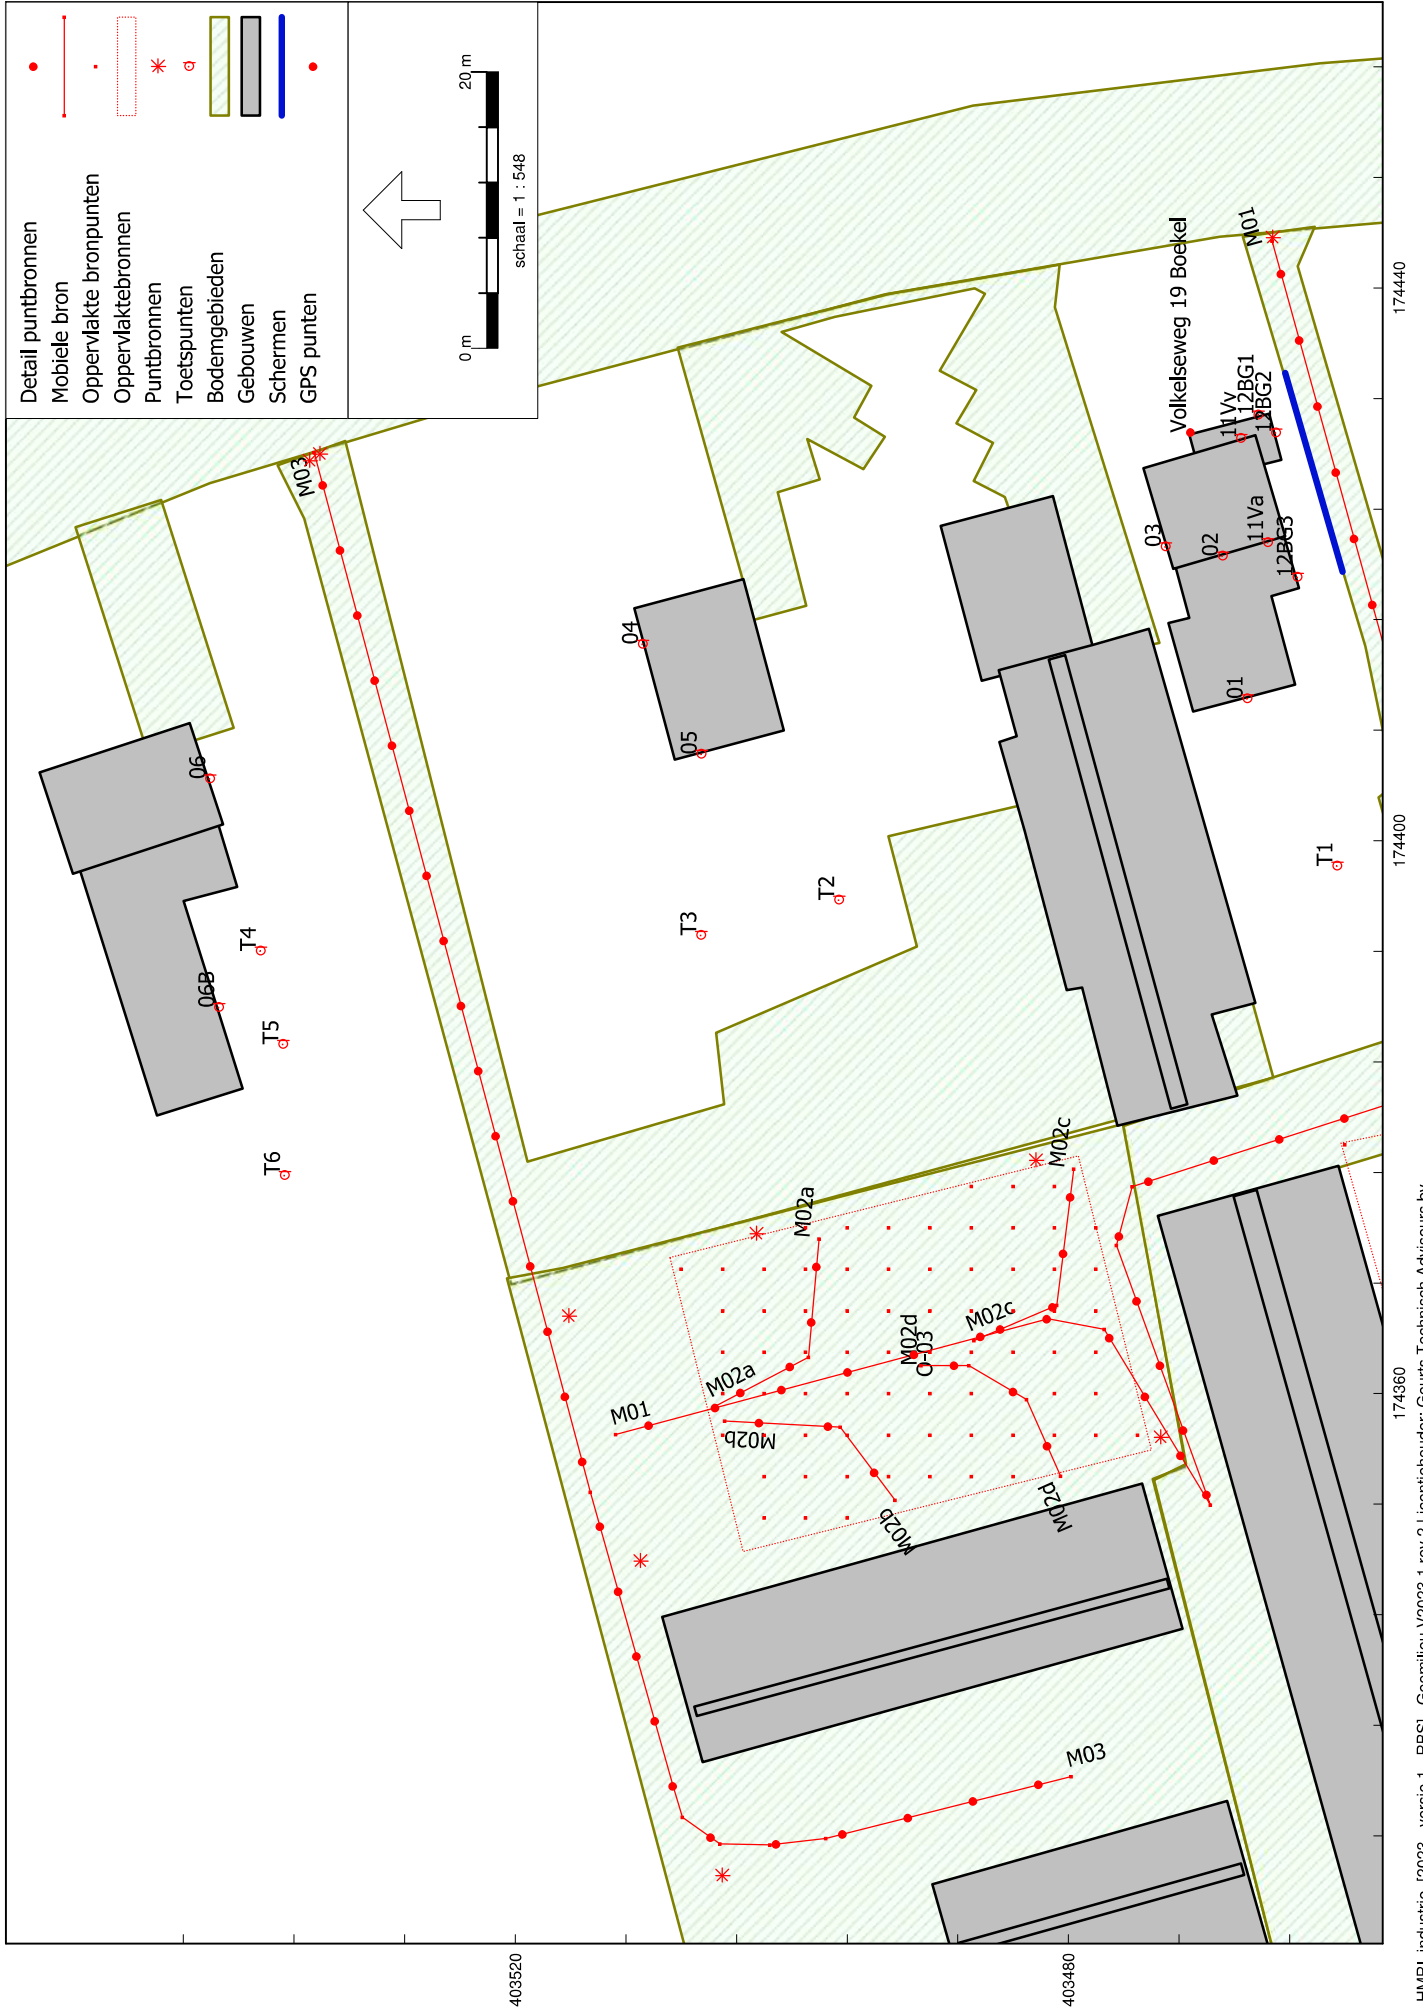 Detail puntbronnen
Mobiele bron
Oppervlakte bronpunten
Oppervlaktebronnen
Puntbronnen
Toetspunten
Bodemgebieden
Gebouwen
Schermen
GPS punten
0 m
20 m
schaal = 1 : 548
M03
06
06B
T4
T5
T6
04
05
T3
T2
Volkelseweg 19 Boekel
M01
11Vv
12BG1
12BG2
03
02
11Va
12BG3
01
T1
M02c
M02a
M02d
O-03
M02c
M02a
M01
M02b
M02b
M02d
M03
174440
174400
174360
403520
403480